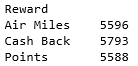 Reward
Air Miles 5596
Cash Back 5793
Points 5588